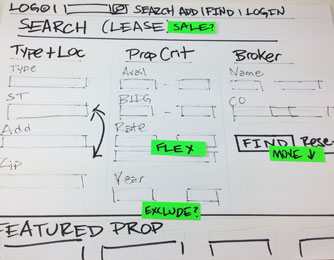 LOGO | | SEARCH ADD | FIND | LOGIN
SEARCH (LEASE) SALE?
Type + Loc
Type
ST
Add
Zip
Prop Crit
Avail
BLDG
Rate
FLEX
Year
EXCLUDE?
Broker
Name
CO
FIND Rese
MOVE ↓
FEATURED PROP